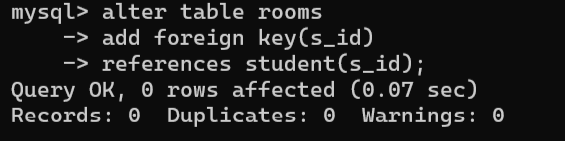 mysql> alter table rooms
    -> add foreign key(s_id)
    -> references student(s_id);
Query OK, 0 rows affected (0.07 sec)
Records: 0  Duplicates: 0  Warnings: 0